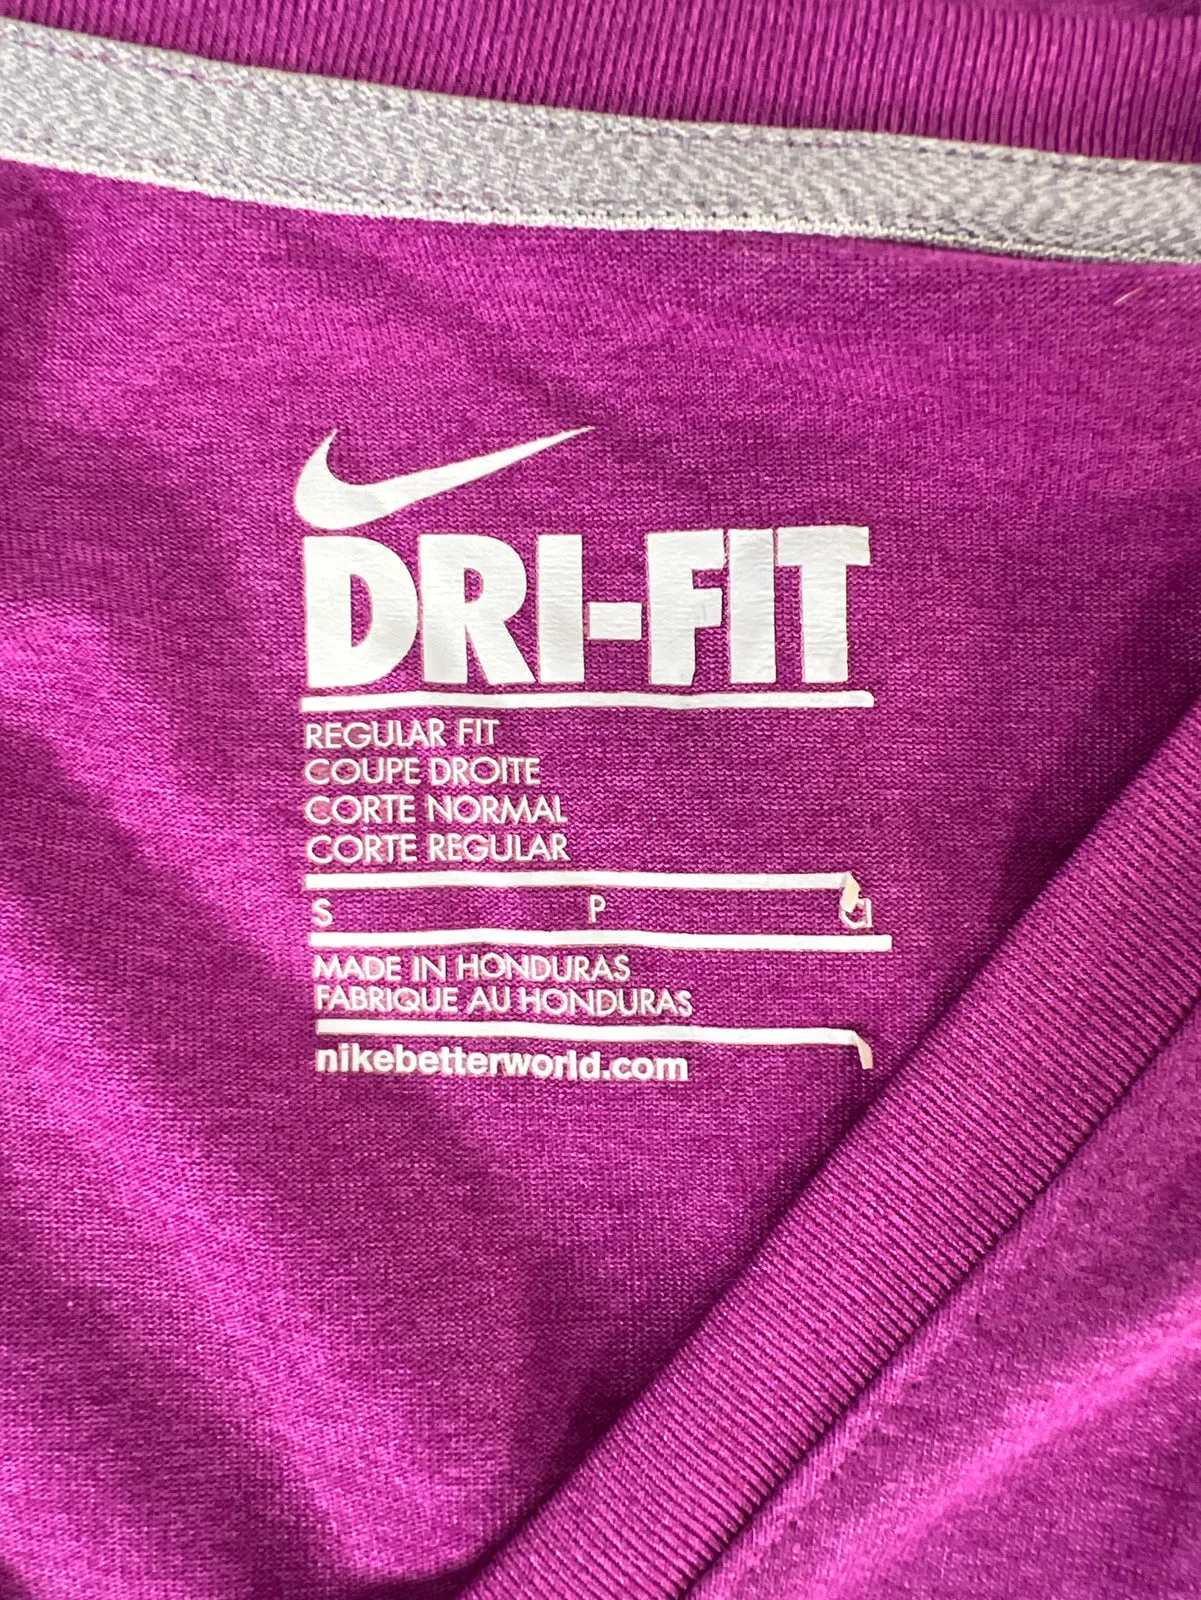 DRI-FIT
REGULAR FIT
COUPE DROITE
CORTE NORMAL
CORTE REGULAR
S P
MADE IN HONDURAS
FABRIQUE AU HONDURAS
nikebetterworld.com